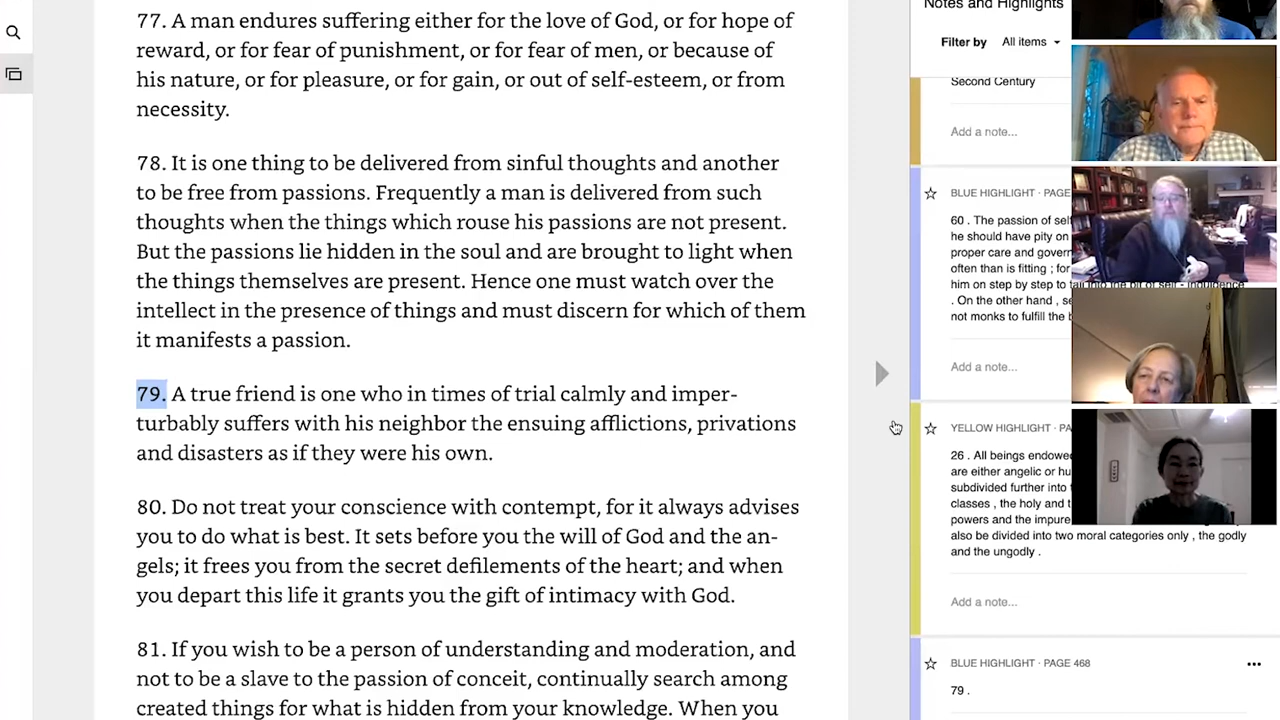 77. A man endures suffering either for the love of God, or for hope of
reward, or for fear of punishment, or for fear of men, or because of
his nature, or for pleasure, or for gain, or out of self-esteem, or from
necessity.
78. It is one thing to be delivered from sinful thoughts and another
to be free from passions. Frequently a man is delivered from such
thoughts when the things which rouse his passions are not present.
But the passions lie hidden in the soul and are brought to light when
the things themselves are present. Hence one must watch over the
intellect in the presence of things and must discern for which of them
it manifests a passion.
79. A true friend is one who in times of trial calmly and imper-
turbably suffers with his neighbor the ensuing afflictions, privations
and disasters as if they were his own.
80. Do not treat your conscience with contempt, for it always advises
you to do what is best. It sets before you the will of God and the an-
gels; it frees you from the secret defilements of the heart; and when
you depart this life it grants you the gift of intimacy with God.
81. If you wish to be a person of understanding and moderation, and
not to be a slave to the passion of conceit, continually search among
created things for what is hidden from your knowledge. When you
Notes and Highlights
Filter by All items
Second Century
Add a note...
BLUE HIGHLIGHT · PAGE
60 . The passion of self
he should have pity on
proper care and govern
often than is fitting ; for
him on step by step to fall into the pit of self - indulgence
. On the other hand , se
not monks to fulfill the b
Add a note...
YELLOW HIGHLIGHT · PA
26 . All beings endowed
are either angelic or hu
subdivided further into t
classes , the holy and t
powers and the impure
also be divided into two moral categories only , the godly
and the ungodly .
Add a note...
BLUE HIGHLIGHT · PAGE 468
79 .